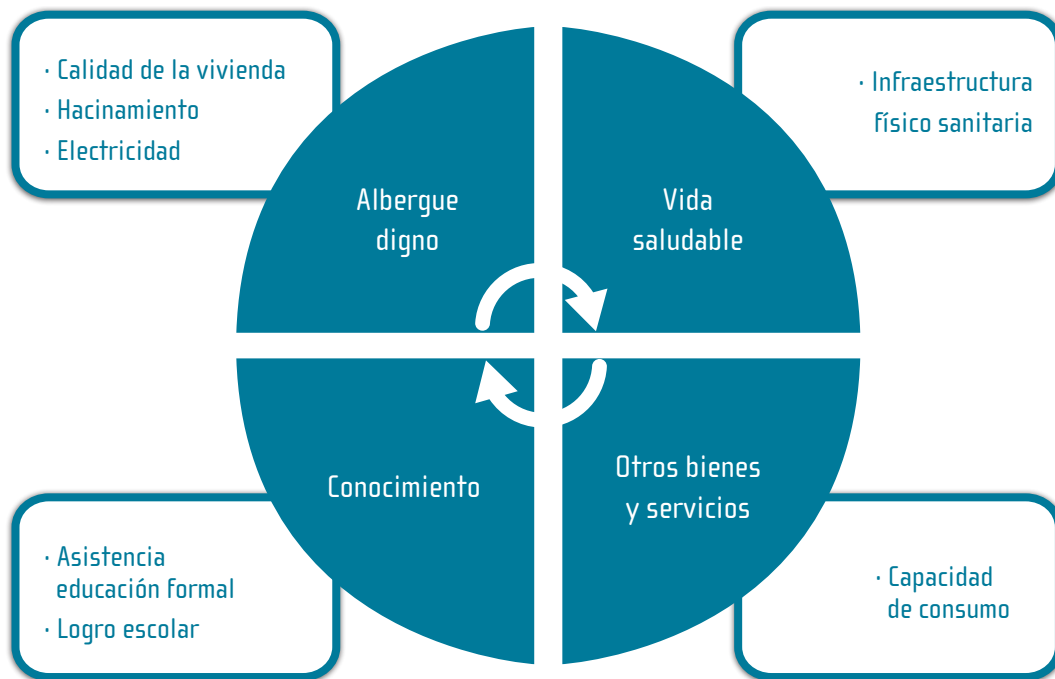 · Calidad de la vivienda
· Hacinamiento
· Electricidad
· Infraestructura
físico sanitaria
Albergue
digno
Vida
saludable
Conocimiento
Otros bienes
y servicios
· Asistencia
educación formal
· Logro escolar
· Capacidad
de consumo